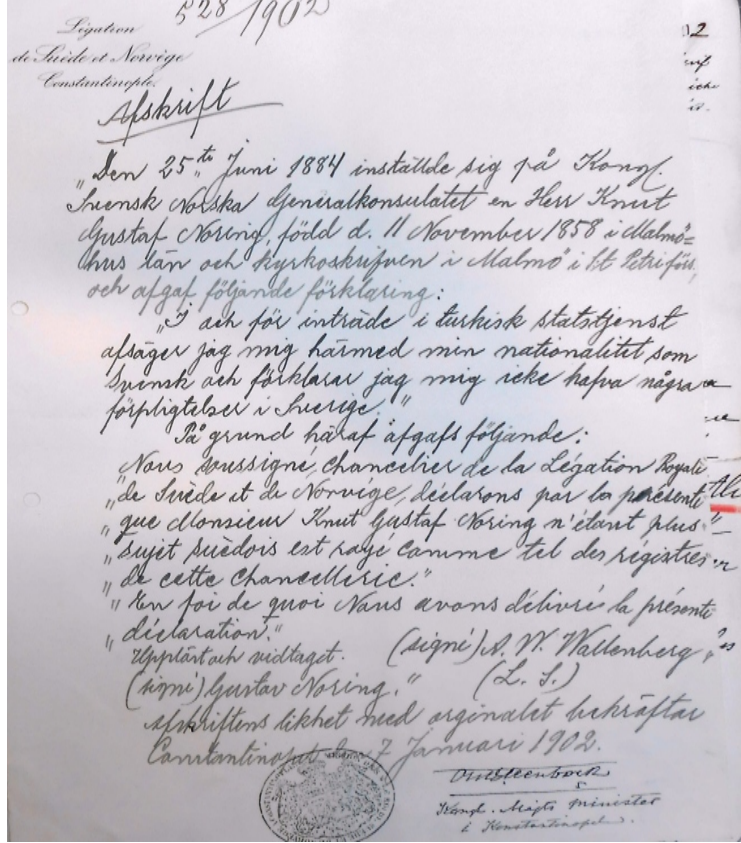 528/1902
Légation
de Suède et Norvège
Constantinople.
Afskrift
"Den 25te Juni 1884 inställde sig på Kongl.
Svensk Norska Generalkonsulatet en Herr Knut
Gustaf Noring, född d. 11 November 1858 i Malmö=
hus län och kyrkoskrifven i Malmö i St Petri förs,
och afgaf följande förklaring:
"I och för inträde i turkisk statstjenst
afsäger jag mig härmed min nationalitet som
Svensk och förklarar jag mig icke hafva några
förpligtelser i Sverige."
På grund häraf afgafs följande:
"Nous soussigné, Chancelier de la Légation Royale
"de Suède et de Norvège, déclarons par la présente
"que Monsieur Knut Gustaf Noring n'étant plus
"sujet suédois est rayé comme tel des régistres
"de cette Chancellerie."
"En foi de quoi Nous avons délivré la présente
"déclaration."
Uppläst och vidtaget. (signé) A. W. Wallenberg
(signé) Gustav Noring." (L. S.)
Afskriftens likhet med orginalet bekräftar
Constantinopel den 7 Januari 1902.
Otto Steenbock
Kongl. Majts Minister
i Konstantinopel.